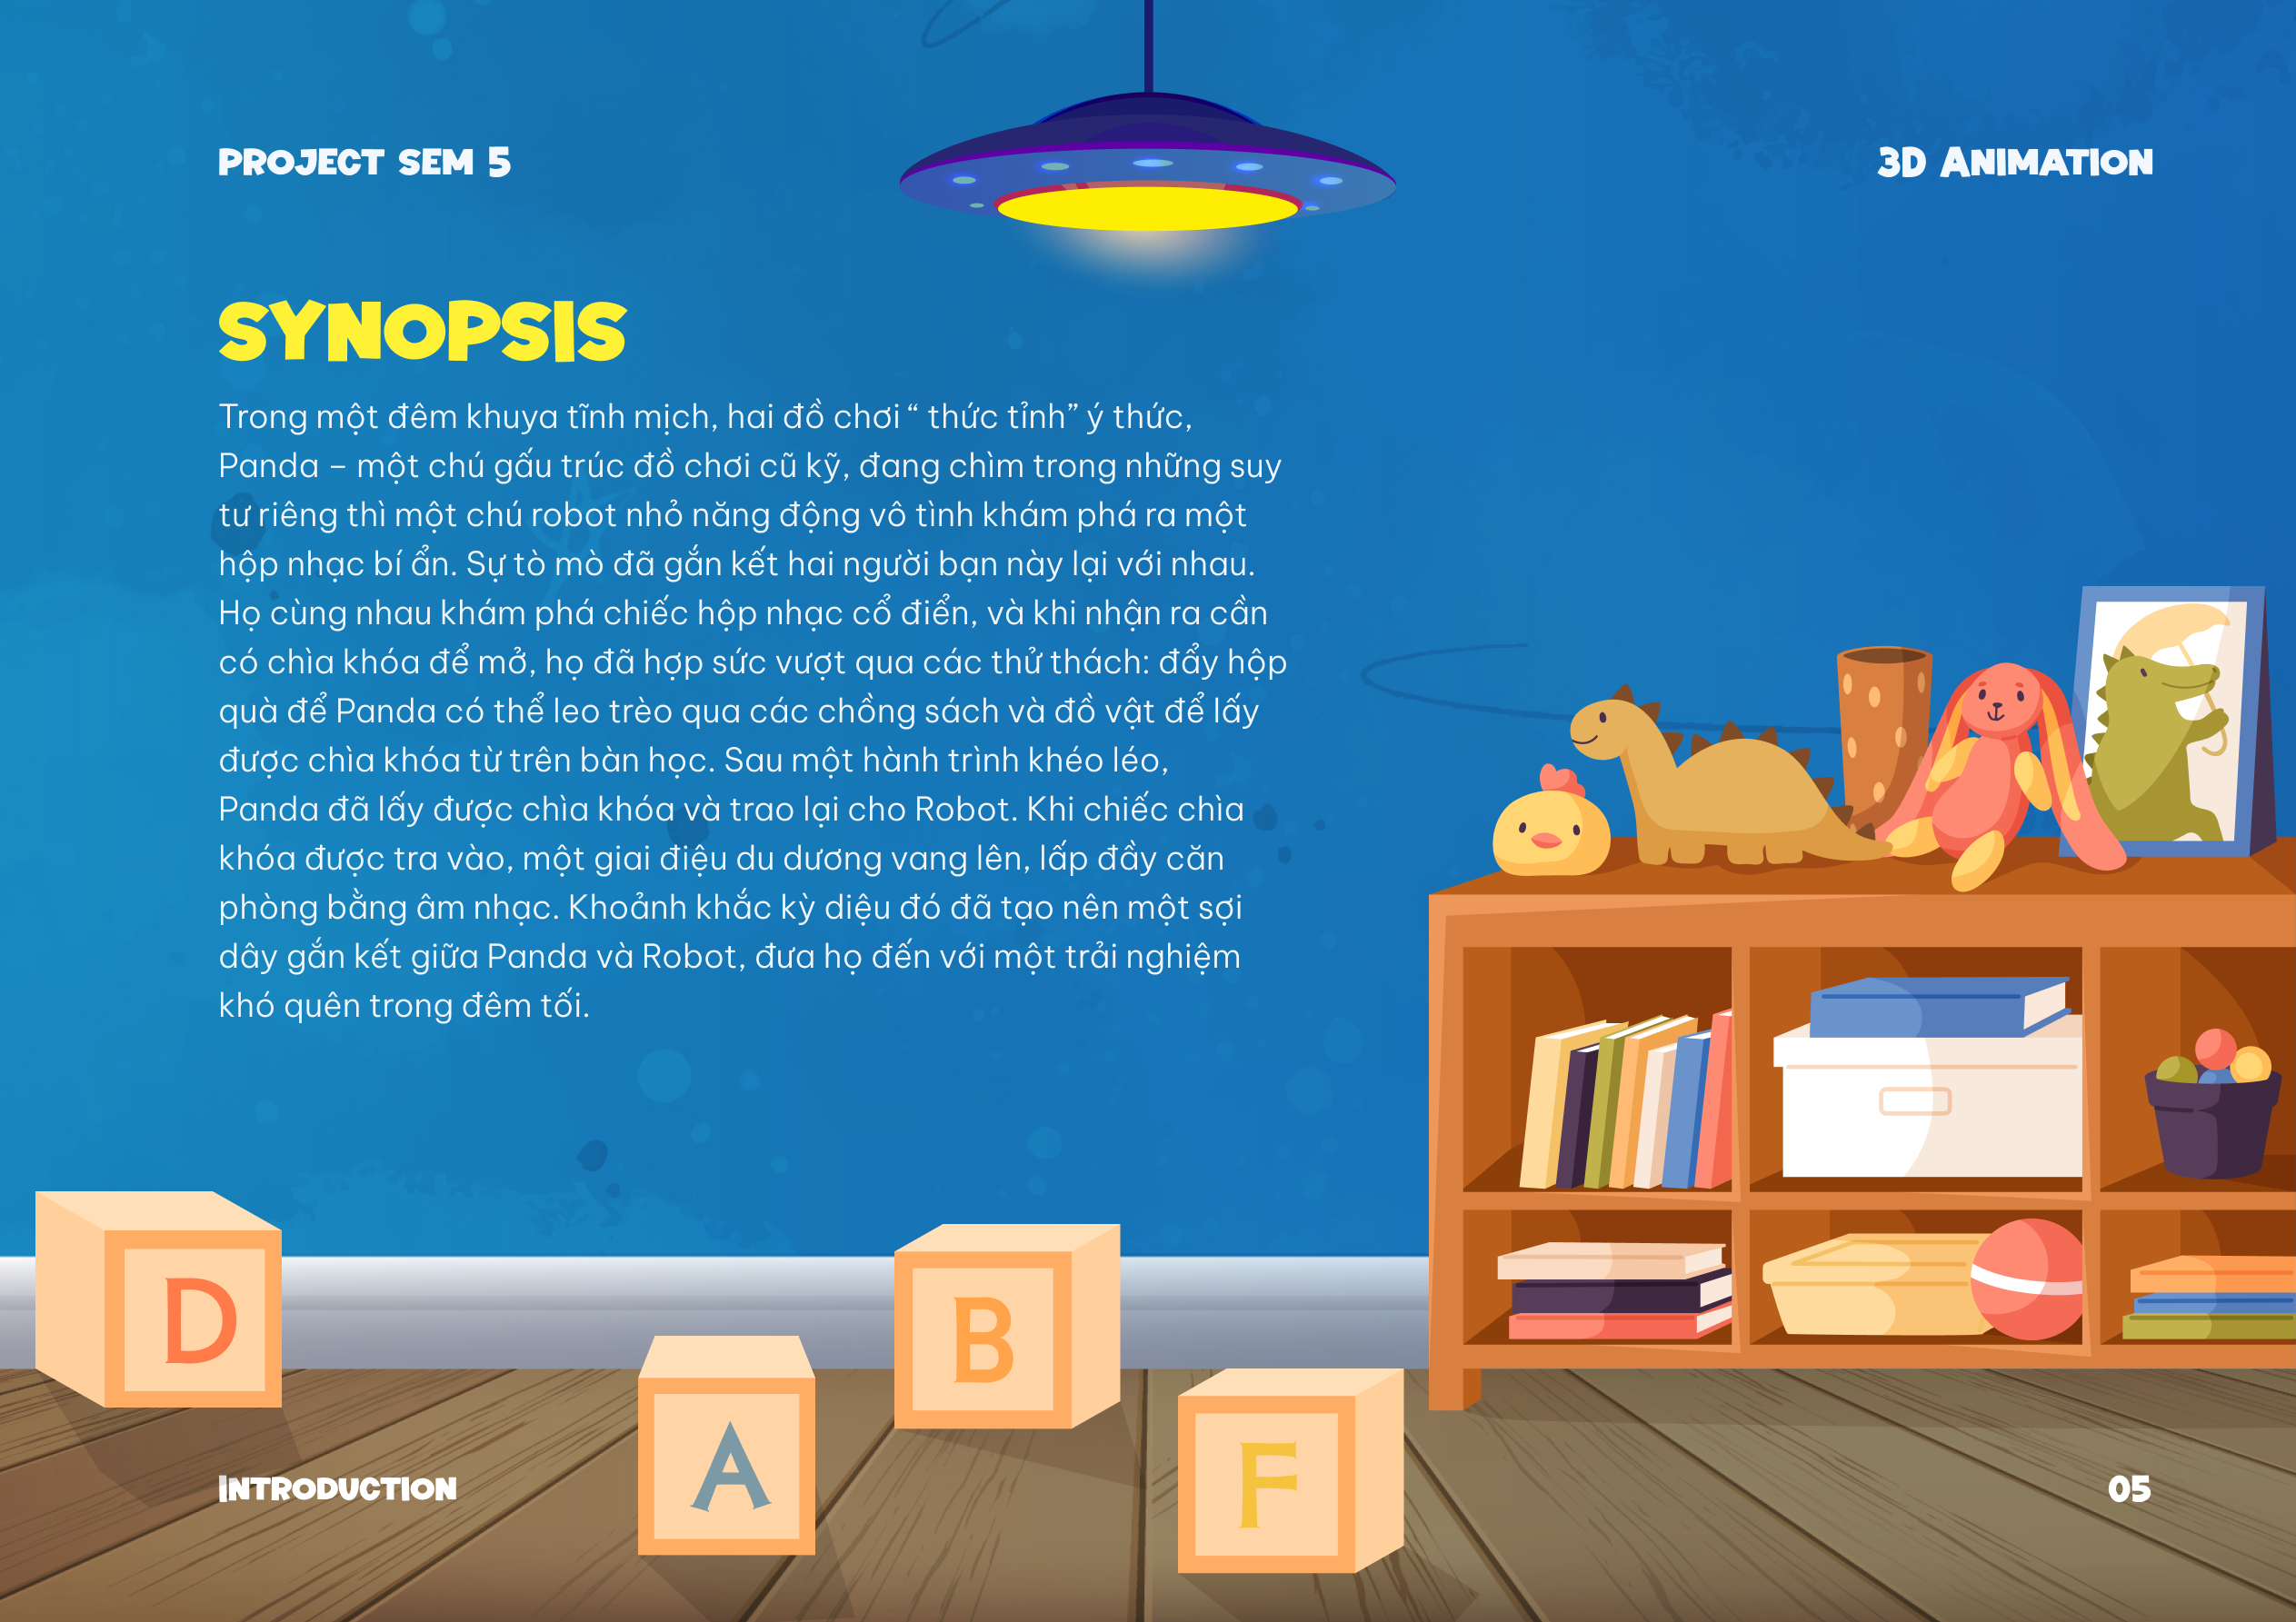 PROJECT SEM 5
3D ANIMATION
SYNOPSIS
Trong một đêm khuya tĩnh mịch, hai đồ chơi “ thức tỉnh” ý thức,
Panda – một chú gấu trúc đồ chơi cũ kỹ, đang chìm trong những suy
tư riêng thì một chú robot nhỏ năng động vô tình khám phá ra một
hộp nhạc bí ẩn. Sự tò mò đã gắn kết hai người bạn này lại với nhau.
Họ cùng nhau khám phá chiếc hộp nhạc cổ điển, và khi nhận ra cần
có chìa khóa để mở, họ đã hợp sức vượt qua các thử thách: đẩy hộp
quà để Panda có thể leo trèo qua các chồng sách và đồ vật để lấy
được chìa khóa từ trên bàn học. Sau một hành trình khéo léo,
Panda đã lấy được chìa khóa và trao lại cho Robot. Khi chiếc chìa
khóa được tra vào, một giai điệu du dương vang lên, lấp đầy căn
phòng bằng âm nhạc. Khoảnh khắc kỳ diệu đó đã tạo nên một sợi
dây gắn kết giữa Panda và Robot, đưa họ đến với một trải nghiệm
khó quên trong đêm tối.
D
B
A
F
INTRODUCTION
05